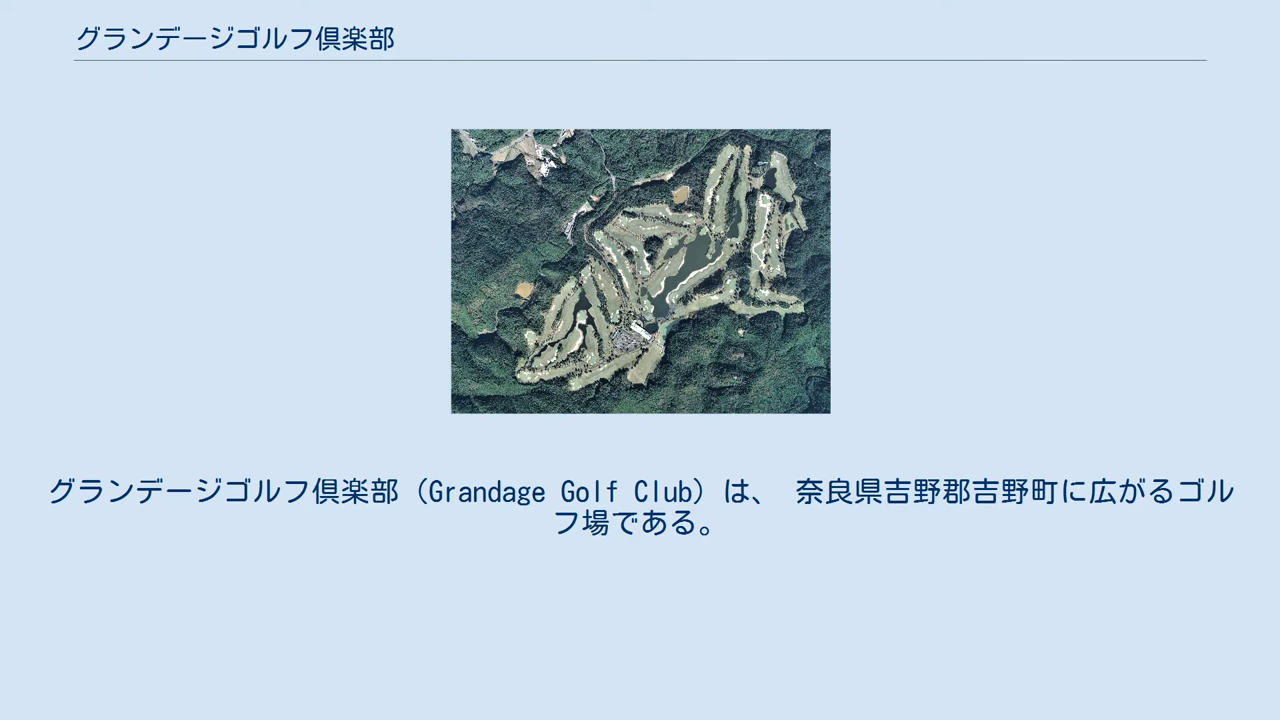 グランデージゴルフ倶楽部
グランデージゴルフ倶楽部（Grandage Golf Club）は、 奈良県吉野郡吉野町に広がるゴル
フ場である。